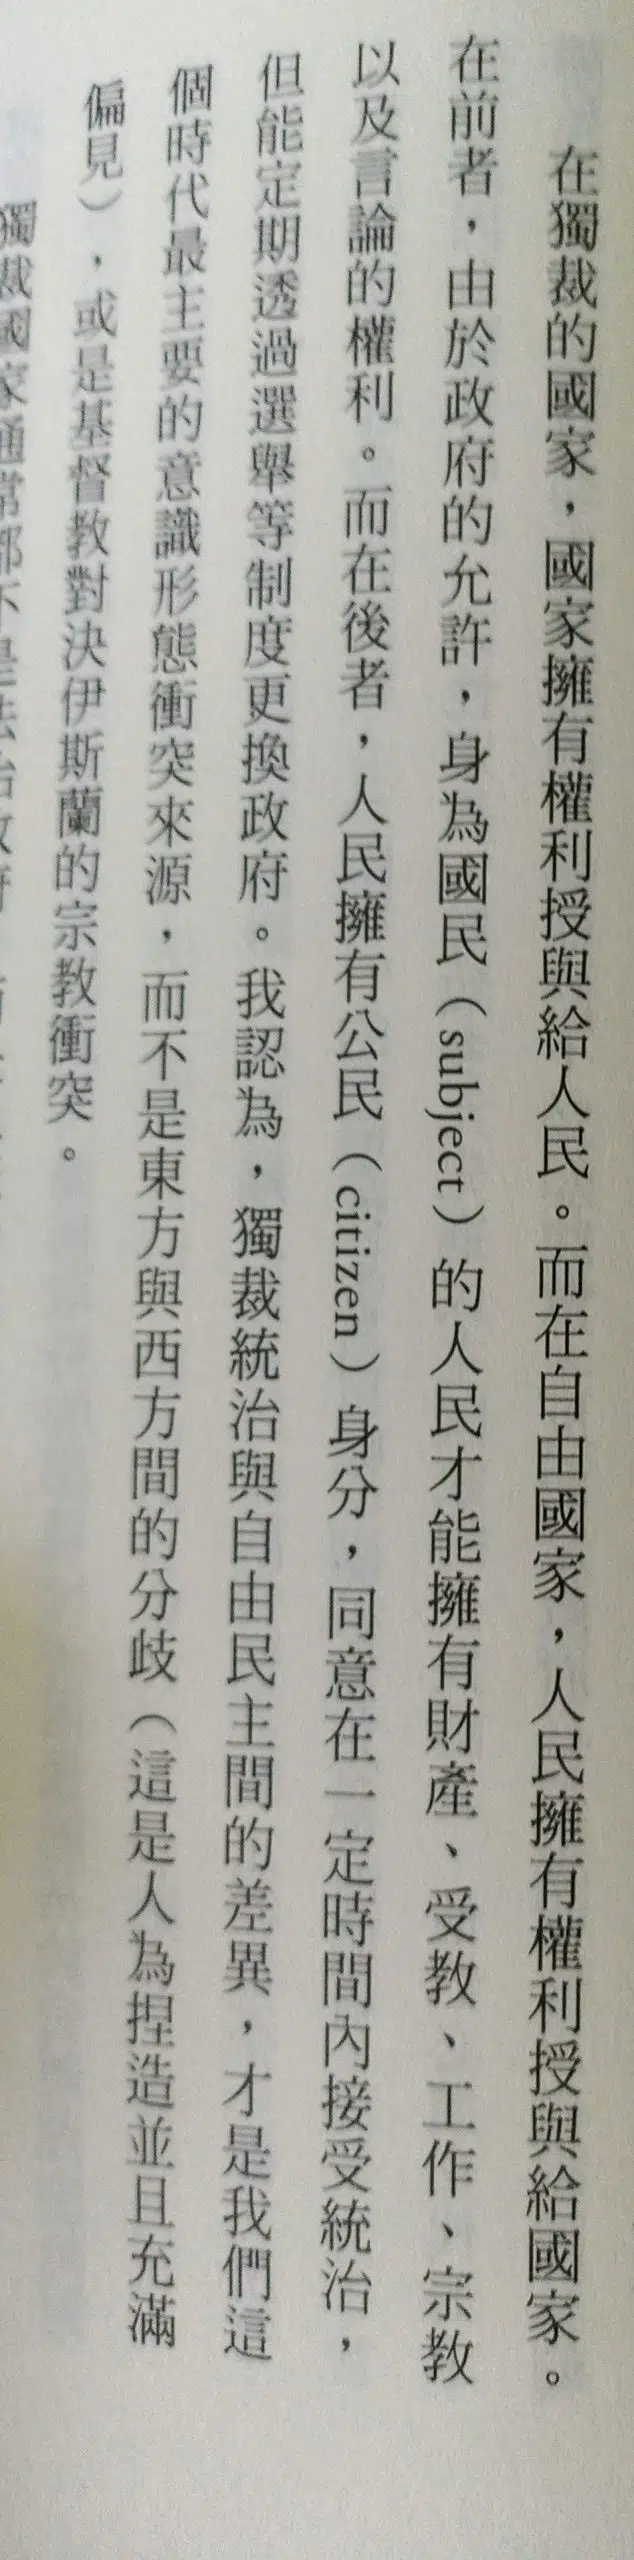 在獨裁的國家，國家擁有權利授與給人民。而在自由國家，人民擁有權利授與給國家。
在前者，由於政府的允許，身為國民（subject）的人民才能擁有財產、受教、工作、宗教
以及言論的權利。而在後者，人民擁有公民（citizen）身分，同意在一定時間內接受統治，
但能定期透過選舉等制度更換政府。我認為，獨裁統治與自由民主間的差異，才是我們這
個時代最主要的意識形態衝突來源，而不是東方與西方間的分歧（這是人為捏造並且充滿
偏見），或是基督教對決伊斯蘭的宗教衝突。
獨裁國家通常都不是法治政府